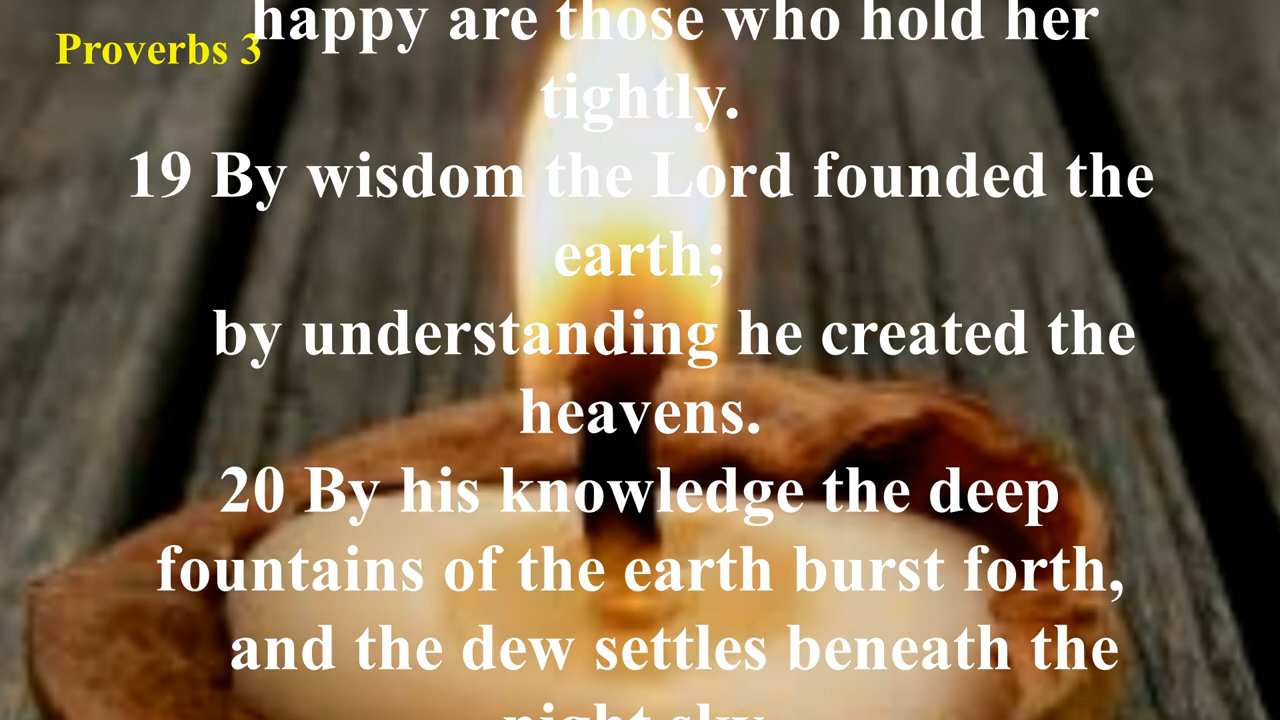 happy are those who hold her
Proverbs 3
tightly.
19 By wisdom the Lord founded the
earth;
by understanding he created the
heavens.
20 By his knowledge the deep
fountains of the earth burst forth,
and the dew settles beneath the
night sky.